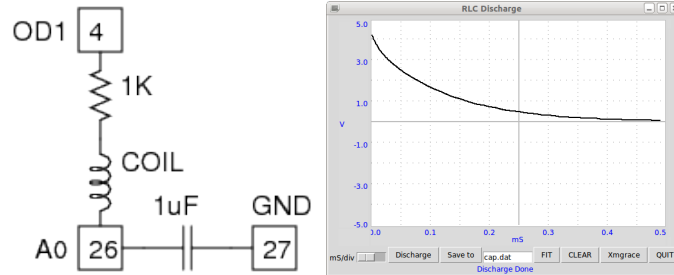 OD1 4
1K
COIL
1uF GND
A0 26 27
RLC Discharge
5.0
3.0
1.0
V
-1.0
-3.0
-5.0
0.0 0.1 0.2 0.3 0.4 0.5
mS
mS/div Discharge Save to cap.dat FIT CLEAR Xmgrace QUIT
Discharge Done